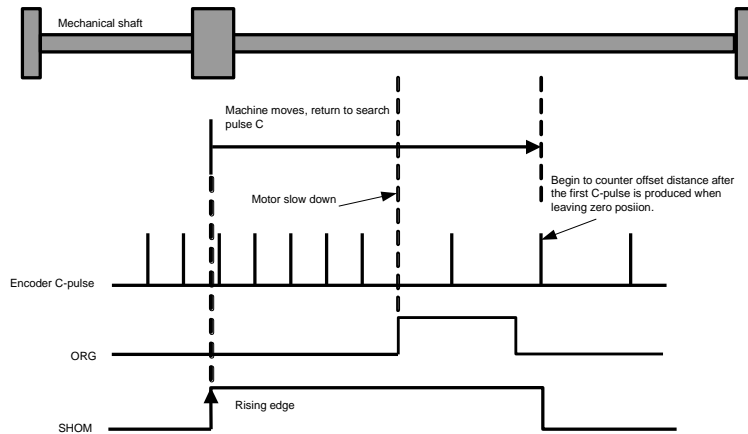 Mechanical shaft
Machine moves, return to search
pulse C
Begin to counter offset distance after
the first C-pulse is produced when
leaving zero posiion.
Motor slow down
Encoder C-pulse
ORG
Rising edge
SHOM